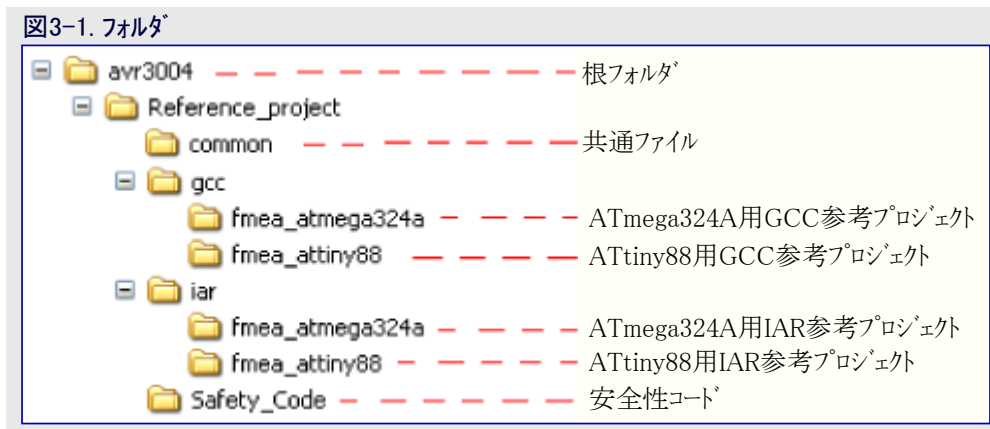 図3-1. フォルダ
avr3004 根フォルダ
Reference_project
common 共通ファイル
gcc
fmea_atmega324a ATmega324A用GCC参考プロジェクト
fmea_attiny88 ATtiny88用GCC参考プロジェクト
iar
fmea_atmega324a ATmega324A用IAR参考プロジェクト
fmea_attiny88 ATtiny88用IAR参考プロジェクト
Safety_Code 安全性コード